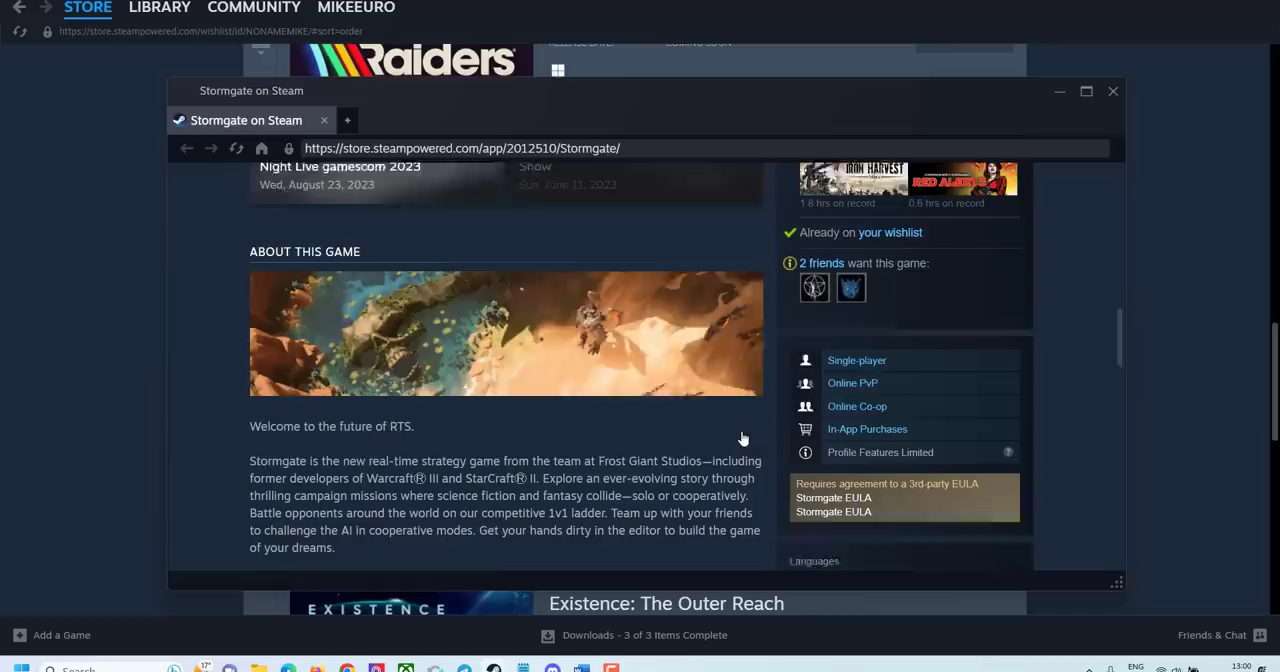 STORE LIBRARY COMMUNITY MIKEEURO
https://store.steampowered.com/wishlist/id/NONAMEMIKE/#sort=order
Raiders
Stormgate on Steam
Stormgate on Steam
https://store.steampowered.com/app/2012510/Stormgate/
Night Live gamescom 2023
Wed, August 23, 2023
Show
Sun, June 11, 2023
IRON HARVEST
RED ALERT 3
1.8 hrs on record
0.6 hrs on record
Already on your wishlist
2 friends want this game:
ABOUT THIS GAME
Welcome to the future of RTS.
Stormgate is the new real-time strategy game from the team at Frost Giant Studios—including
former developers of Warcraft® III and StarCraft® II. Explore an ever-evolving story through
thrilling campaign missions where science fiction and fantasy collide—solo or cooperatively.
Battle opponents around the world on our competitive 1v1 ladder. Team up with your friends
to challenge the AI in cooperative modes. Get your hands dirty in the editor to build the game
of your dreams.
Single-player
Online PvP
Online Co-op
In-App Purchases
Profile Features Limited ?
Requires agreement to a 3rd-party EULA
Stormgate EULA
Stormgate EULA
Languages
EXISTENCE
Existence: The Outer Reach
Add a Game
Downloads - 3 of 3 Items Complete
Friends & Chat
Search
17°
ENG
13:00